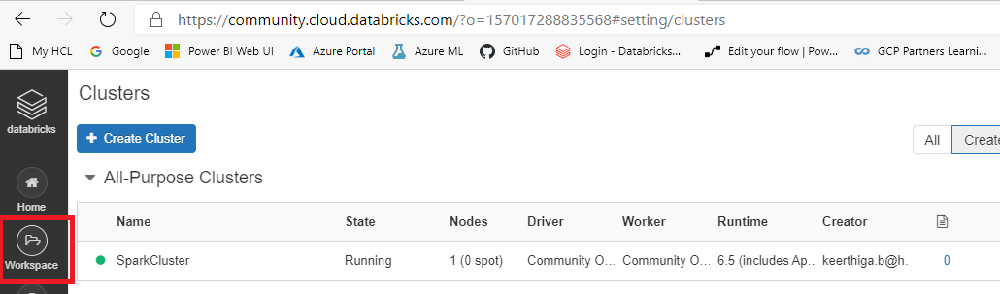 https://community.cloud.databricks.com/?o=157017288835568#setting/clusters
My HCL Google Power BI Web UI Azure Portal Azure ML GitHub Login - Databricks... Edit your flow | Pow... GCP Partners Learnin...
databricks
Home
Workspace
Clusters
+ Create Cluster
All Create
All-Purpose Clusters
Name State Nodes Driver Worker Runtime Creator
SparkCluster Running 1 (0 spot) Community O... Community O... 6.5 (includes Ap... keerthiga.b@h. 0